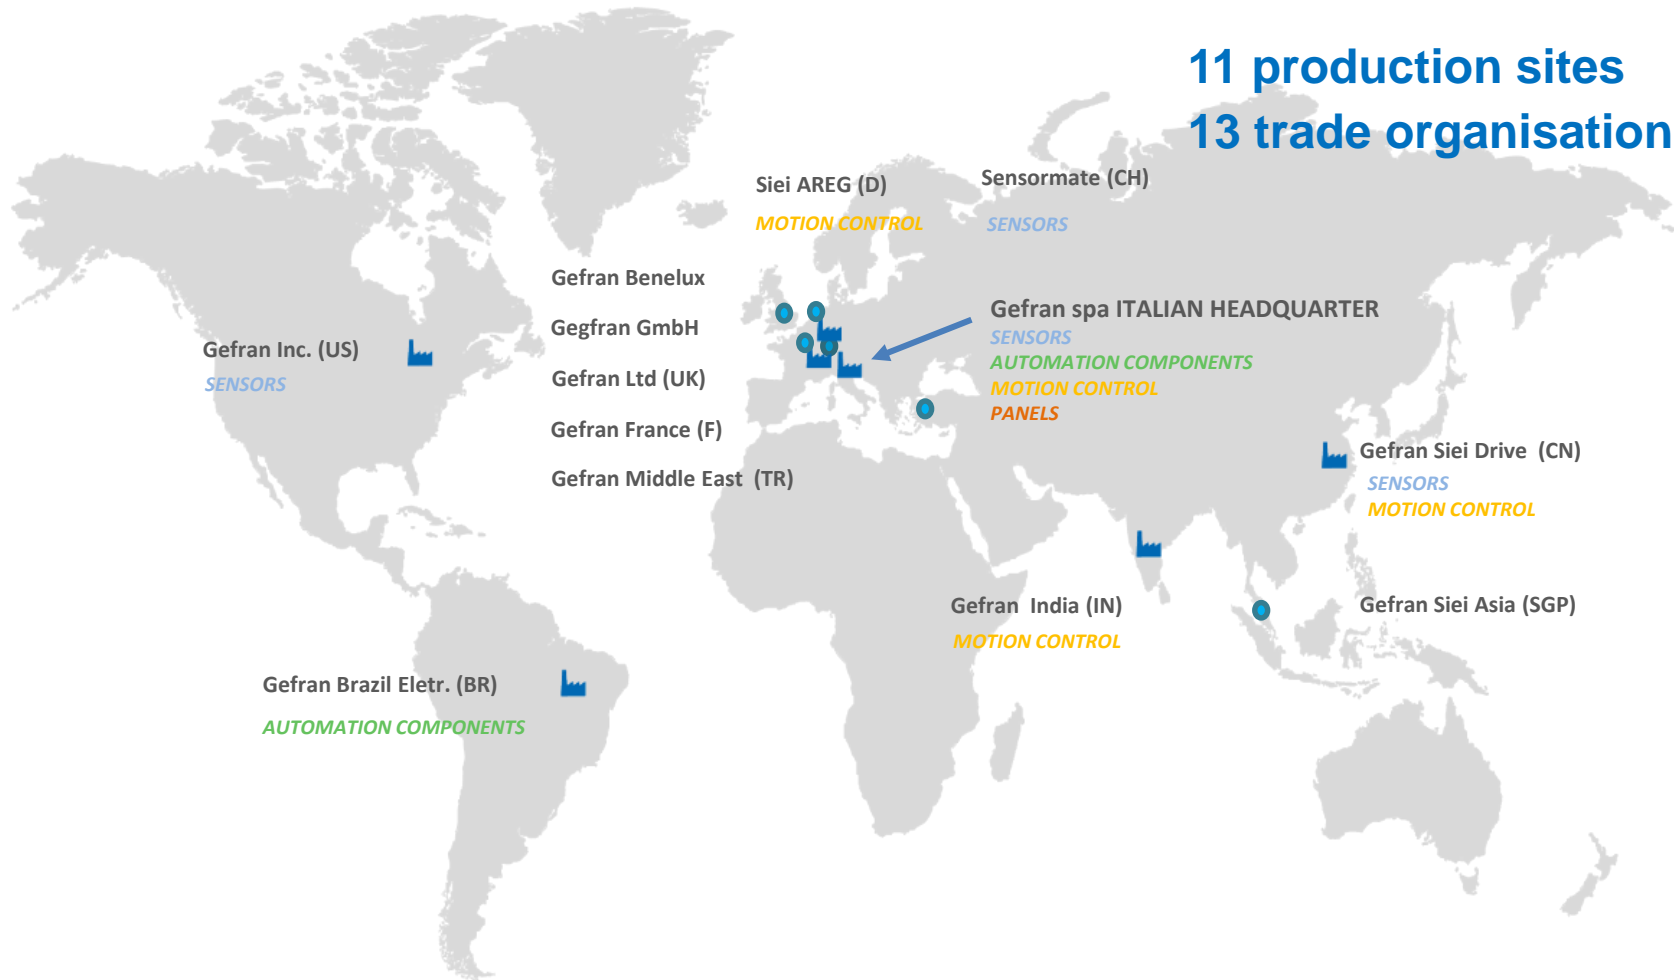 11 production sites
13 trade organisation
Siei AREG (D)
MOTION CONTROL
Sensormate (CH)
SENSORS
Gefran Benelux
Gegfran GmbH
Gefran Ltd (UK)
Gefran France (F)
Gefran Middle East (TR)
Gefran spa ITALIAN HEADQUARTER
SENSORS
AUTOMATION COMPONENTS
MOTION CONTROL
PANELS
Gefran Inc. (US)
SENSORS
Gefran Siei Drive (CN)
SENSORS
MOTION CONTROL
Gefran India (IN)
MOTION CONTROL
Gefran Siei Asia (SGP)
Gefran Brazil Eletr. (BR)
AUTOMATION COMPONENTS